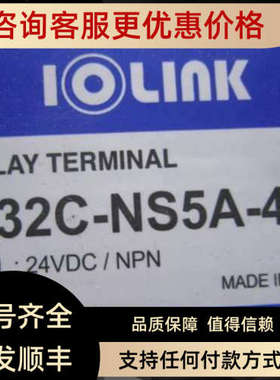 咨询客服更优惠价格
IOLINK
LAY TERMINAL
32C-NS5A-4
: 24VDC / NPN
MADE I
号齐全
发顺丰
品质保障 值得信赖
支持任何付款方式